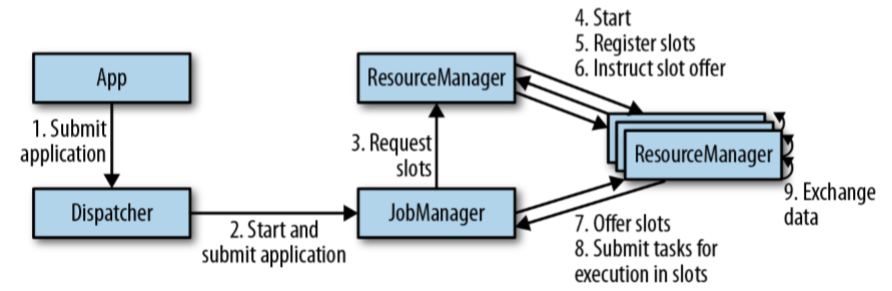 App
1. Submit
application
Dispatcher
2. Start and
submit application
ResourceManager
3. Request
slots
JobManager
4. Start
5. Register slots
6. Instruct slot offer
ResourceManager
7. Offer slots
8. Submit tasks for
execution in slots
9. Exchange
data